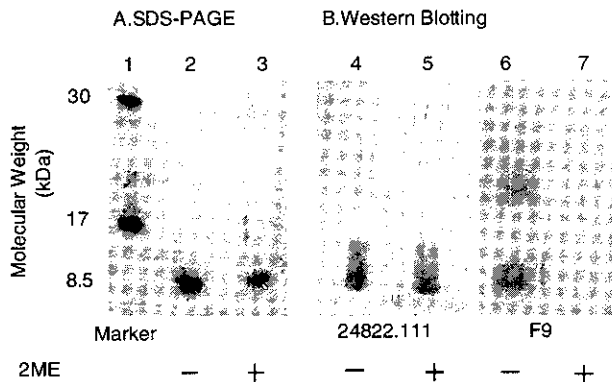 A.SDS-PAGE B.Western Blotting
1 2 3 4 5 6 7
30
17
8.5
Molecular Weight
(kDa)
Marker 24822.111 F9
2ME − + − + − +